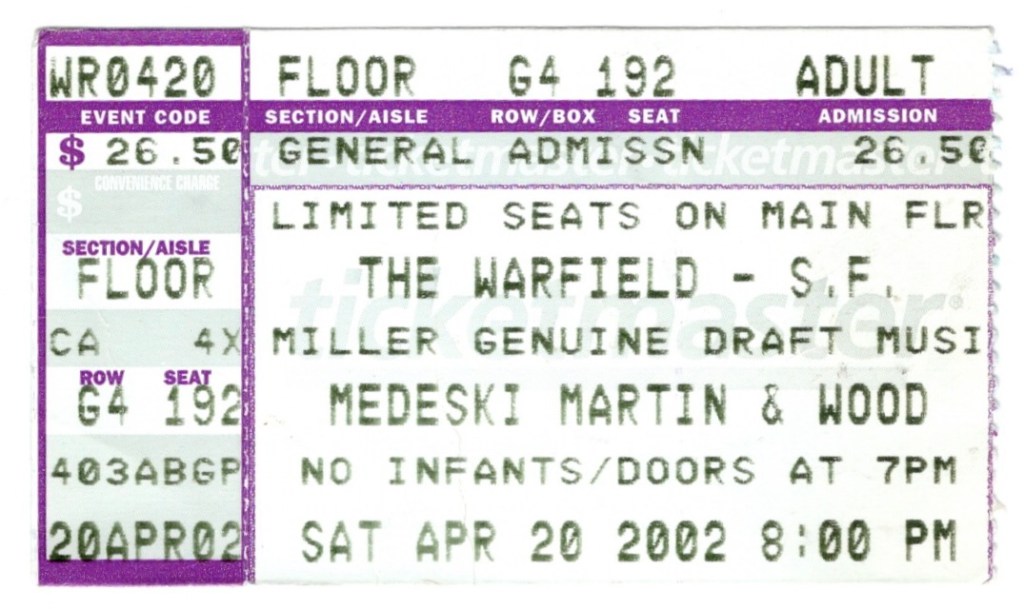 WR0420 FLOOR G4 192 ADULT
EVENT CODE SECTION/AISLE ROW/BOX SEAT ADMISSION
$ 26.50 GENERAL ADMISSN 26.50
CONVENIENCE CHARGE
$
LIMITED SEATS ON MAIN FLR
SECTION/AISLE
FLOOR THE WARFIELD - S.F.
ticketmaster
CA 4X MILLER GENUINE DRAFT MUSI
ROW SEAT
G4 192 MEDESKI MARTIN & WOOD
403ABGP NO INFANTS/DOORS AT 7PM
20APR02 SAT APR 20 2002 8:00 PM